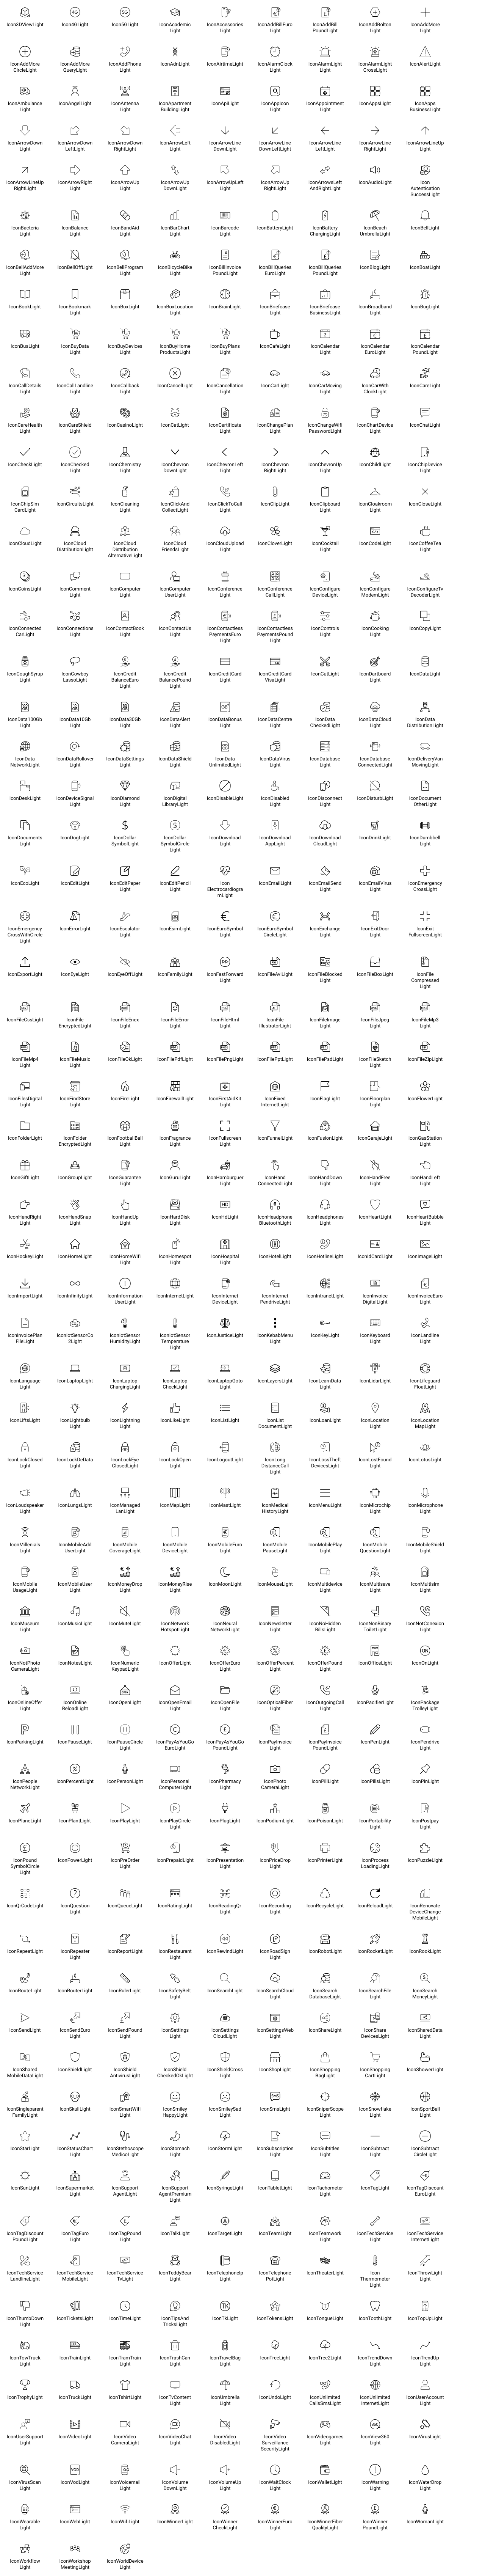 Icon3DViewLight Icon4GLight Icon5GLight IconAcademic Light IconAccessories Light IconAddBillEuro Light IconAddBill PoundLight IconAddBolton Light IconAddMore Light
IconAddMore CircleLight IconAddMore QueryLight IconAddPhone Light IconAdnLight IconAirtimeLight IconAlarmClock Light IconAlarmLight Light IconAlarmLight CrossLight IconAlertLight
IconAmbulance Light IconAngelLight IconAntenna Light IconApartment BuildingLight IconApiLight IconAppIcon Light IconAppointment Light IconAppsLight IconApps BusinessLight
IconArrowDown Light IconArrowDown LeftLight IconArrowDown RightLight IconArrowLeft Light IconArrowLine DownLight IconArrowLine DownLeftLight IconArrowLine LeftLight IconArrowLine RightLight IconArrowLineUp Light
IconArrowLineUp RightLight IconArrowRight Light IconArrowUp Light IconArrowUp DownLight IconArrowUpLeft Light IconArrowUp RightLight IconArrowsLeft AndRightLight IconAudioLight Icon Autentication SuccessLight
IconBacteria Light IconBalance Light IconBandAid Light IconBarChart Light IconBarcode Light IconBatteryLight IconBattery ChargingLight IconBeach UmbrellaLight IconBellLight
IconBellAddMore Light IconBellOffLight IconBellProgram Light IconBicycleBike Light IconBillInvoice PoundLight IconBillQueries EuroLight IconBillQueries PoundLight IconBlogLight IconBoatLight
IconBookLight IconBookmark Light IconBoxLight IconBoxLocation Light IconBrainLight IconBriefcase Light IconBriefcase BusinessLight IconBroadband Light IconBugLight
IconBusLight IconBuyData Light IconBuyDevices Light IconBuyHome ProductsLight IconBuyPlans Light IconCafeLight IconCalendar Light IconCalendar EuroLight IconCalendar PoundLight
IconCallDetails Light IconCallLandline Light IconCallback Light IconCancelLight IconCancellation Light IconCarLight IconCarMoving Light IconCarWith ClockLight IconCareLight
IconCareHealth Light IconCareShield Light IconCasinoLight IconCatLight IconCertificate Light IconChangePlan Light IconChangeWifi PasswordLight IconChartDevice Light IconChatLight
IconCheckLight IconChecked Light IconChemistry Light IconChevron DownLight IconChevronLeft Light IconChevron RightLight IconChevronUp Light IconChildLight IconChipDevice Light
IconChipSim CardLight IconCircuitsLight IconCleaning Light IconClickAnd CollectLight IconClickToCall Light IconClipLight IconClipboard Light IconCloakroom Light IconCloseLight
IconCloudLight IconCloud DistributionLight IconCloud Distribution AlternativeLight IconCloud FriendsLight IconCloudUpload Light IconCloverLight IconCocktail Light IconCodeLight IconCoffeeTea Light
IconCoinsLight IconComment Light IconComputer Light IconComputer UserLight IconConference Light IconConference CallLight IconConfigure DeviceLight IconConfigure ModemLight IconConfigureTv DecoderLight
IconConnected CarLight IconConnections Light IconContactBook Light IconContactUs Light IconContactless PaymentsEuro Light IconContactless PaymentsPound Light IconControls Light IconCooking Light IconCopyLight
IconCoughSyrup Light IconCowboy LassoLight IconCredit BalanceEuro Light IconCredit BalancePound Light IconCreditCard Light IconCreditCard VisaLight IconCutLight IconDartboard Light IconDataLight
IconData100Gb Light IconData10Gb Light IconData30Gb Light IconDataAlert Light IconDataBonus Light IconDataCentre Light IconData CheckedLight IconDataCloud Light IconData DistributionLight
IconData NetworkLight IconDataRollover Light IconDataSettings Light IconDataShield Light IconData UnlimitedLight IconDataVirus Light IconDatabase Light IconDatabase ConnectedLight IconDeliveryVan MovingLight
IconDeskLight IconDeviceSignal Light IconDiamond Light IconDigital LibraryLight IconDisableLight IconDisabled Light IconDisconnect Light IconDisturbLight IconDocument OtherLight
IconDocuments Light IconDogLight IconDollar SymbolLight IconDollar SymbolCircle Light IconDownload Light IconDownload AppLight IconDownload CloudLight IconDrinkLight IconDumbbell Light
IconEcoLight IconEditLight IconEditPaper Light IconEditPencil Light Icon Electrocardiogra mLight IconEmailLight IconEmailSend Light IconEmailVirus Light IconEmergency CrossLight
IconEmergency CrossWithCircle Light IconErrorLight IconEscalator Light IconEsimLight IconEuroSymbol Light IconEuroSymbol CircleLight IconExchange Light IconExitDoor Light IconExit FullscreenLight
IconExportLight IconEyeLight IconEyeOffLight IconFamilyLight IconFastForward Light IconFileAviLight IconFileBlocked Light IconFileBoxLight IconFile Compressed Light
IconFileCssLight IconFile EncryptedLight IconFileEnex Light IconFileError Light IconFileHtml Light IconFile IllustratorLight IconFileImage Light IconFileJpeg Light IconFileMp3 Light
IconFileMp4 Light IconFileMusic Light IconFileOkLight IconFilePdfLight IconFilePngLight IconFilePptLight IconFilePsdLight IconFileSketch Light IconFileZipLight
IconFilesDigital Light IconFindStore Light IconFireLight IconFirewallLight IconFirstAidKit Light IconFixed InternetLight IconFlagLight IconFloorplan Light IconFlowerLight
IconFolderLight IconFolder EncryptedLight IconFootballBall Light IconFragrance Light IconFullscreen Light IconFunnelLight IconFusionLight IconGarajeLight IconGasStation Light
IconGiftLight IconGroupLight IconGuarantee Light IconGuruLight IconHamburguer Light IconHand ConnectedLight IconHandDown Light IconHandFree Light IconHandLeft Light
IconHandRight Light IconHandSnap Light IconHandUp Light IconHardDisk Light IconHdLight IconHeadphone BluetoothLight IconHeadphones Light IconHeartLight IconHeartBubble Light
IconHockeyLight IconHomeLight IconHomeWifi Light IconHomespot Light IconHospital Light IconHotelLight IconHotlineLight IconIdCardLight IconImageLight
IconImportLight IconInfinityLight IconInformation UserLight IconInternetLight IconInternet DeviceLight IconInternet PendriveLight IconIntranetLight IconInvoice DigitalLight IconInvoiceEuro Light
IconInvoicePlan FileLight IconIotSensorCo 2Light IconIotSensor HumidityLight IconIotSensor Temperature Light IconJusticeLight IconKebabMenu Light IconKeyLight IconKeyboard Light IconLandline Light
IconLanguage Light IconLaptopLight IconLaptop ChargingLight IconLaptop CheckLight IconLaptopGoto Light IconLayersLight IconLearnData Light IconLidarLight IconLifeguard FloatLight
IconLiftsLight IconLightbulb Light IconLightning Light IconLikeLight IconListLight IconList DocumentLight IconLoanLight IconLocation Light IconLocation MapLight
IconLockClosed Light IconLockDeData Light IconLockEye ClosedLight IconLockOpen Light IconLogoutLight IconLong DistanceCall Light IconLossTheft DevicesLight IconLostFound Light IconLotusLight
IconLoudspeaker Light IconLungsLight IconManaged LanLight IconMapLight IconMastLight IconMedical HistoryLight IconMenuLight IconMicrochip Light IconMicrophone Light
IconMillenials Light IconMobileAdd UserLight IconMobile CoverageLight IconMobile DeviceLight IconMobileEuro Light IconMobile PauseLight IconMobilePlay Light IconMobile QuestionLight IconMobileShield Light
IconMobile UsageLight IconMobileUser Light IconMoneyDrop Light IconMoneyRise Light IconMoonLight IconMouseLight IconMultidevice Light IconMultisave Light IconMultisim Light
IconMuseum Light IconMusicLight IconMuteLight IconNetwork HotspotLight IconNeural NetworkLight IconNewsletter Light IconNoHidden BillsLight IconNonBinary ToiletLight IconNotConexion Light
IconNotPhoto CameraLight IconNotesLight IconNumeric KeypadLight IconOfferLight IconOfferEuro Light IconOfferPercent Light IconOfferPound Light IconOfficeLight IconOnLight
IconOnlineOffer Light IconOnline ReloadLight IconOpenLight IconOpenEmail Light IconOpenFile Light IconOpticalFiber Light IconOutgoingCall Light IconPacifierLight IconPackage TrolleyLight
IconParkingLight IconPauseLight IconPauseCircle Light IconPayAsYouGo EuroLight IconPayAsYouGo PoundLight IconPayInvoice Light IconPayInvoice PoundLight IconPenLight IconPendrive Light
IconPeople NetworkLight IconPercentLight IconPersonLight IconPersonal ComputerLight IconPharmacy Light IconPhoto CameraLight IconPillLight IconPillsLight IconPinLight
IconPlaneLight IconPlantLight IconPlayLight IconPlayCircle Light IconPlugLight IconPodiumLight IconPoisonLight IconPortability Light IconPostpay Light
IconPound SymbolCircle Light IconPowerLight IconPreOrder Light IconPrepaidLight IconPresentation Light IconPriceDrop Light IconPrinterLight IconProcess LoadingLight IconPuzzleLight
IconQrCodeLight IconQuestion Light IconQueueLight IconRatingLight IconReadingQr Light IconRecording Light IconRecycleLight IconReloadLight IconRenovate DeviceChange MobileLight
IconRepeatLight IconRepeater Light IconReportLight IconRestaurant Light IconRewindLight IconRoadSign Light IconRobotLight IconRocketLight IconRookLight
IconRouteLight IconRouterLight IconRulerLight IconSafetyBelt Light IconSearchLight IconSearchCloud Light IconSearch DatabaseLight IconSearchFile Light IconSearch MoneyLight
IconSendLight IconSendEuro Light IconSendPound Light IconSettings Light IconSettings CloudLight IconSettingsWeb Light IconShareLight IconShare DevicesLight IconSharedData Light
IconShared MobileDataLight IconShieldLight IconShield AntivirusLight IconShield CheckedOkLight IconShieldCross Light IconShopLight IconShopping BagLight IconShopping CartLight IconShowerLight
IconSingleparent FamilyLight IconSkullLight IconSmartWifi Light IconSmiley HappyLight IconSmileySad Light IconSmsLight IconSniperScope Light IconSnowflake Light IconSportBall Light
IconStarLight IconStatusChart Light IconStethoscope MedicoLight IconStomach Light IconStormLight IconSubscription Light IconSubtitles Light IconSubtract Light IconSubtract CircleLight
IconSunLight IconSupermarket Light IconSupport AgentLight IconSupport AgentPremium Light IconSyringeLight IconTabletLight IconTachometer Light IconTagLight IconTagDiscount EuroLight
IconTagDiscount PoundLight IconTagEuro Light IconTagPound Light IconTalkLight IconTargetLight IconTeamLight IconTeamwork Light IconTechService Light IconTechService InternetLight
IconTechService LandlineLight IconTechService MobileLight IconTechService TvLight IconTeddyBear Light IconTelephoneIp Light IconTelephone PotLight IconTheaterLight Icon Thermometer Light IconThrowLight Light
IconThumbDown Light IconTicketsLight IconTimeLight IconTipsAnd TricksLight IconTkLight IconTokensLight IconTongueLight IconToothLight IconTopUpLight
IconTowTruck Light IconTrainLight IconTramTrain Light IconTrashCan Light IconTravelBag Light IconTreeLight IconTree2Light IconTrendDown Light IconTrendUp Light
IconTrophyLight IconTruckLight IconTshirtLight IconTvContent Light IconUmbrella Light IconUndoLight IconUnlimited CallsSmsLight IconUnlimited InternetLight IconUserAccount Light
IconUserSupport Light IconVideoLight IconVideo CameraLight IconVideoChat Light IconVideo DisabledLight IconVideo Surveillance SecurityLight IconVideogames Light IconView360 Light IconVirusLight
IconVirusScan Light IconVodLight IconVoicemail Light IconVolume DownLight IconVolumeUp Light IconWaitClock Light IconWalletLight IconWarning Light IconWaterDrop Light
IconWearable Light IconWebLight IconWifiLight IconWinnerLight IconWinner CheckLight IconWinnerEuro Light IconWinnerFiber QualityLight IconWinner PoundLight IconWomanLight
IconWorkflow Light IconWorkshop MeetingLight IconWorldDevice Light